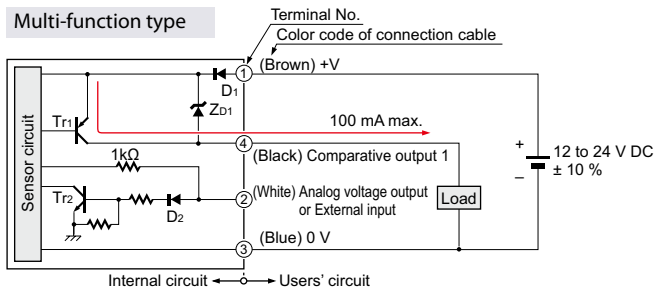 Multi-function type
Terminal No.
Color code of connection cable
1
(Brown) +V
D1
ZD1
Tr1
100 mA max.
4
(Black) Comparative output 1
+
12 to 24 V DC
± 10 %
–
Sensor circuit
1kΩ
Tr2
D2
2
(White) Analog voltage output
or External input
Load
3
(Blue) 0 V
Internal circuit
Users' circuit